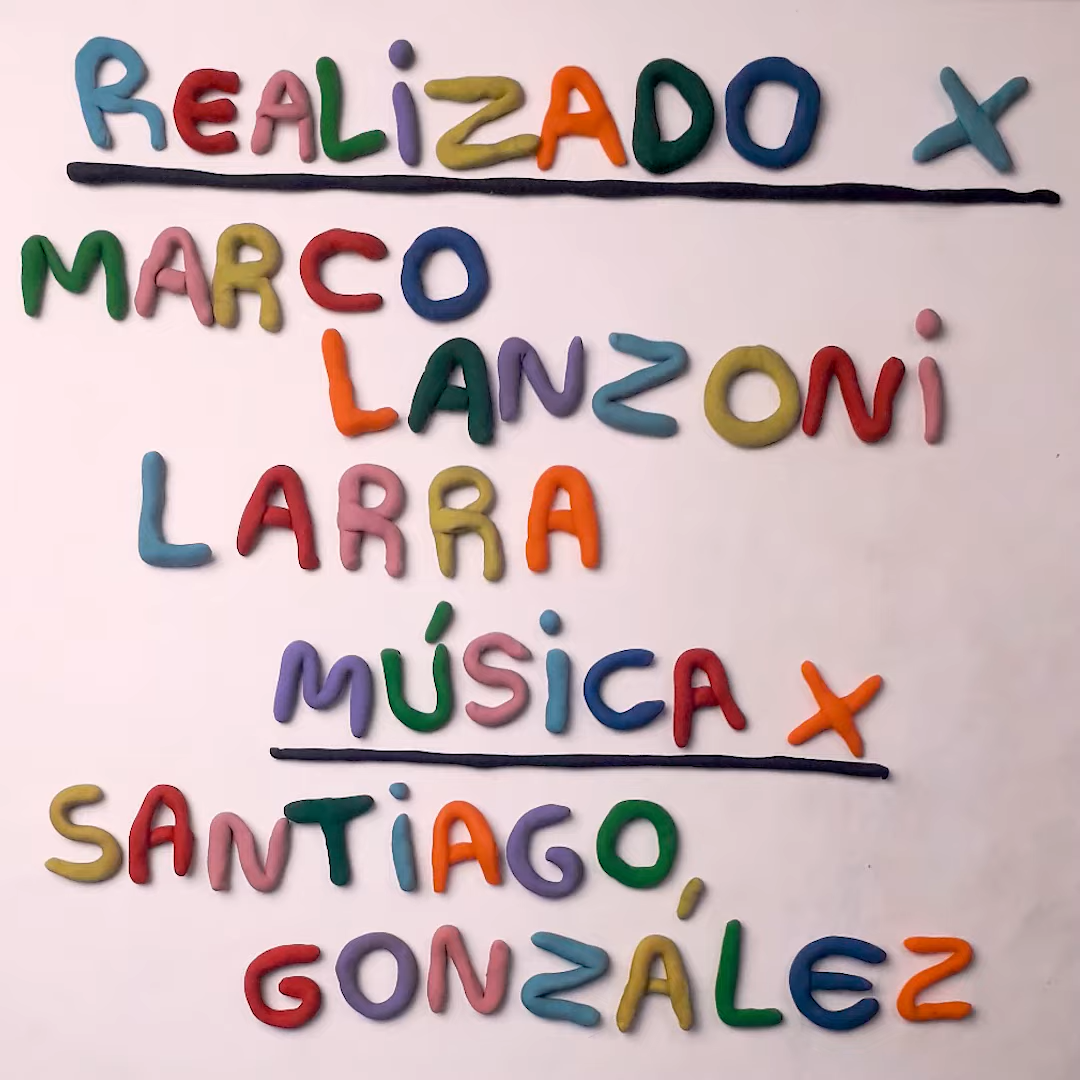 REALiZADO X
MARCO
LANZONi
LARRA
MÚSiCA X
SANTiAGO
GONZÁLEZ